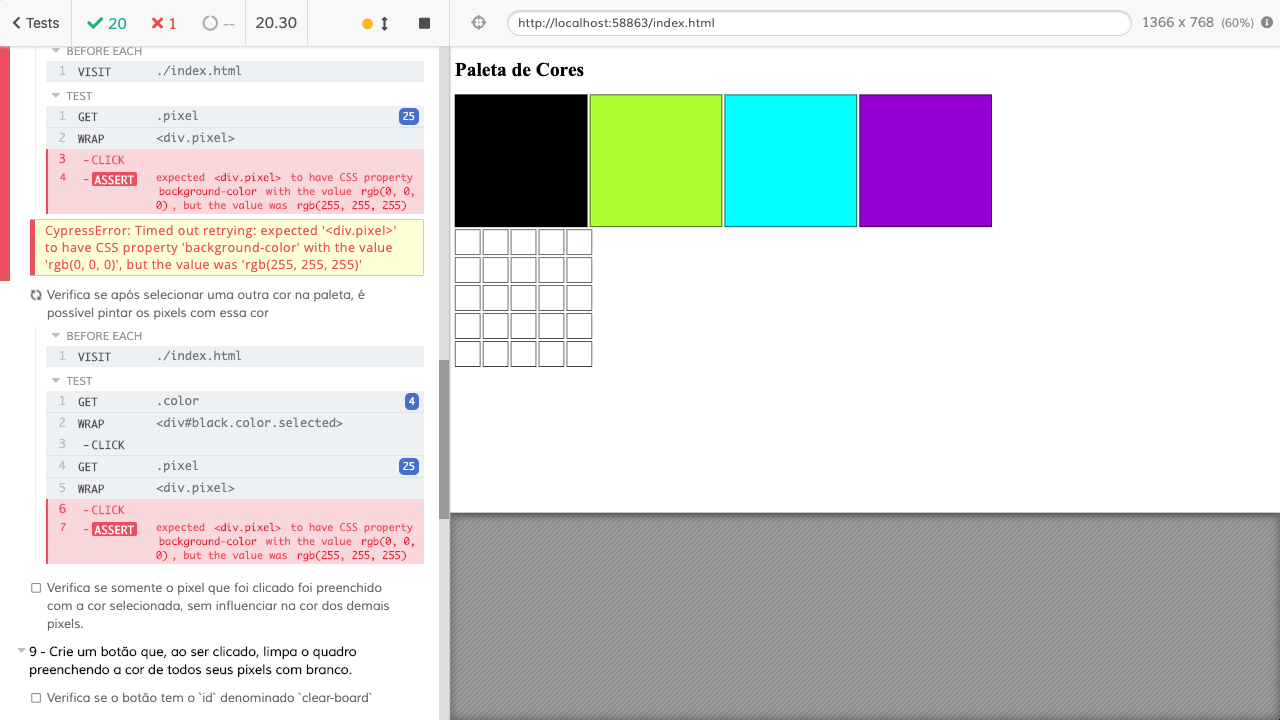 Tests 20 1 -- 20.30 http://localhost:58863/index.html 1366 x 768 (60%)
BEFORE EACH
1 VISIT ./index.html
TEST
1 GET .pixel 25
2 WRAP <div.pixel>
3 - CLICK
4 - ASSERT expected <div.pixel> to have CSS property
background-color with the value rgb(0, 0,
0), but the value was rgb(255, 255, 255)
CypressError: Timed out retrying: expected '<div.pixel>'
to have CSS property 'background-color' with the value
'rgb(0, 0, 0)', but the value was 'rgb(255, 255, 255)'
Verifica se após selecionar uma outra cor na paleta, é
possível pintar os pixels com essa cor
BEFORE EACH
1 VISIT ./index.html
TEST
1 GET .color 4
2 WRAP <div#black.color.selected>
3 - CLICK
4 GET .pixel 25
5 WRAP <div.pixel>
6 - CLICK
7 - ASSERT expected <div.pixel> to have CSS property
background-color with the value rgb(0, 0,
0), but the value was rgb(255, 255, 255)
Verifica se somente o pixel que foi clicado foi preenchido
com a cor selecionada, sem influenciar na cor dos demais
pixels.
9 - Crie um botão que, ao ser clicado, limpa o quadro
preenchendo a cor de todos seus pixels com branco.
Verifica se o botão tem o `id` denominado `clear-board`
Paleta de Cores